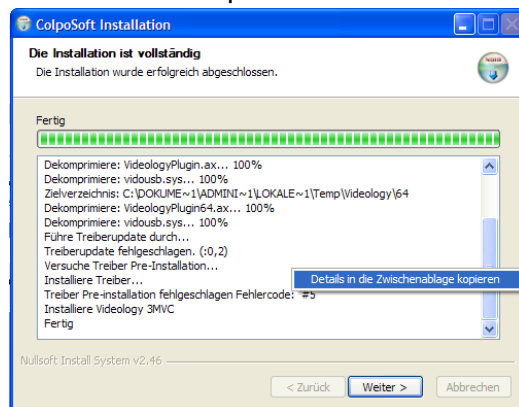 ColpoSoft Installation
Die Installation ist vollständig
Die Installation wurde erfolgreich abgeschlossen.
Fertig
Dekomprimiere: VideologyPlugin.ax... 100%
Dekomprimiere: vidousb.sys... 100%
Zielverzeichnis: C:\DOKUME~1\ADMINI~1\LOKALE~1\Temp\Videology\64
Dekomprimiere: VideologyPlugin64.ax... 100%
Dekomprimiere: vidousb.sys... 100%
Führe Treiberupdate durch...
Treiberupdate fehlgeschlagen. (:0,2)
Versuche Treiber Pre-Installation...
Installiere Treiber...
Details in die Zwischenablage kopieren
Treiber Pre-installation fehlgeschlagen Fehlercode: "#5
Installiere Videology 3MVC
Fertig
Nullsoft Install System v2.46
< Zurück Weiter > Abbrechen